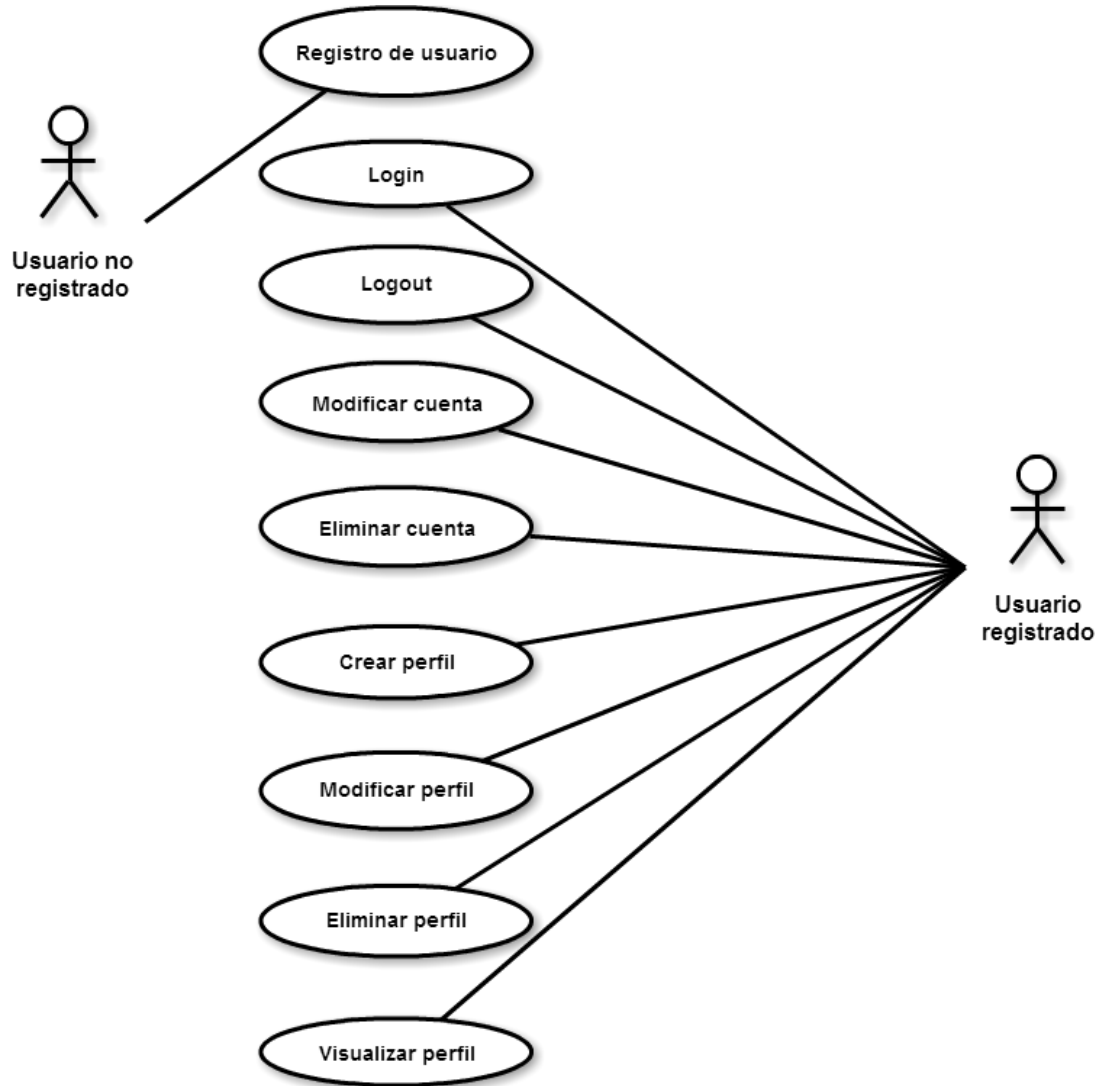 Registro de usuario
Login
Usuario no
registrado
Logout
Modificar cuenta
Eliminar cuenta
Usuario
registrado
Crear perfil
Modificar perfil
Eliminar perfil
Visualizar perfil